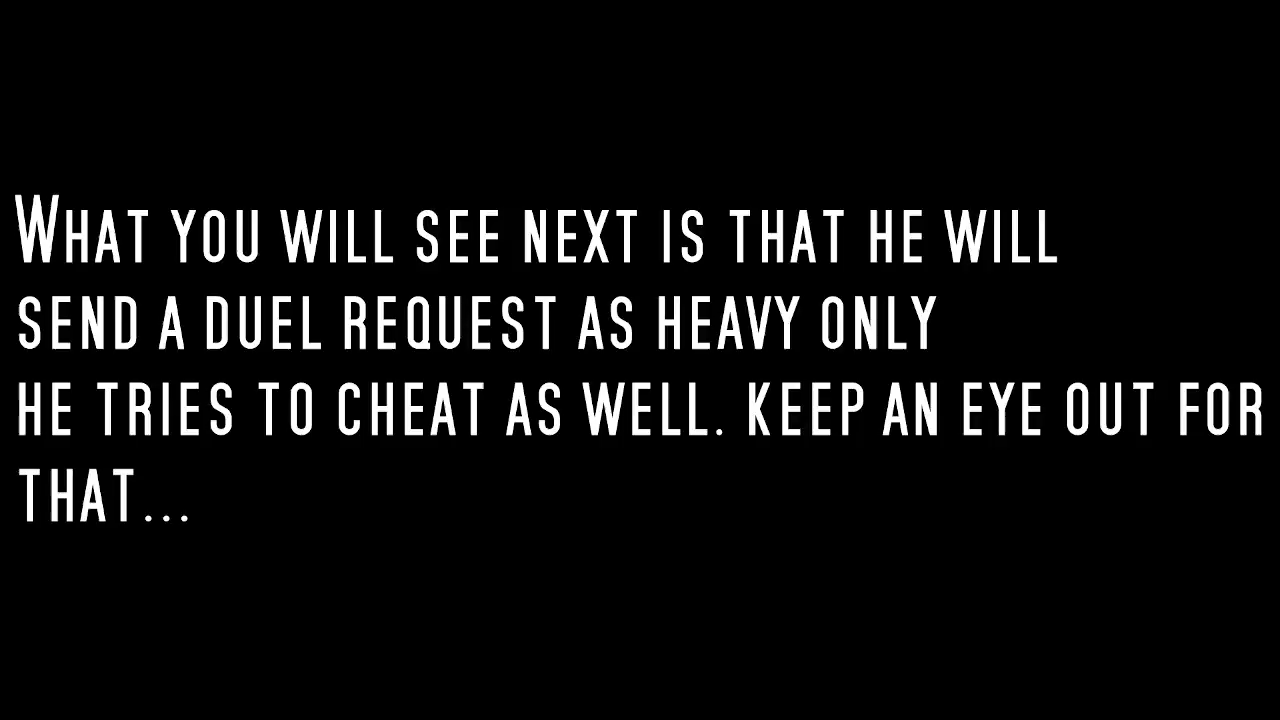 What you will see next is that he will
send a duel request as heavy only
he tries to cheat as well. keep an eye out for
that...